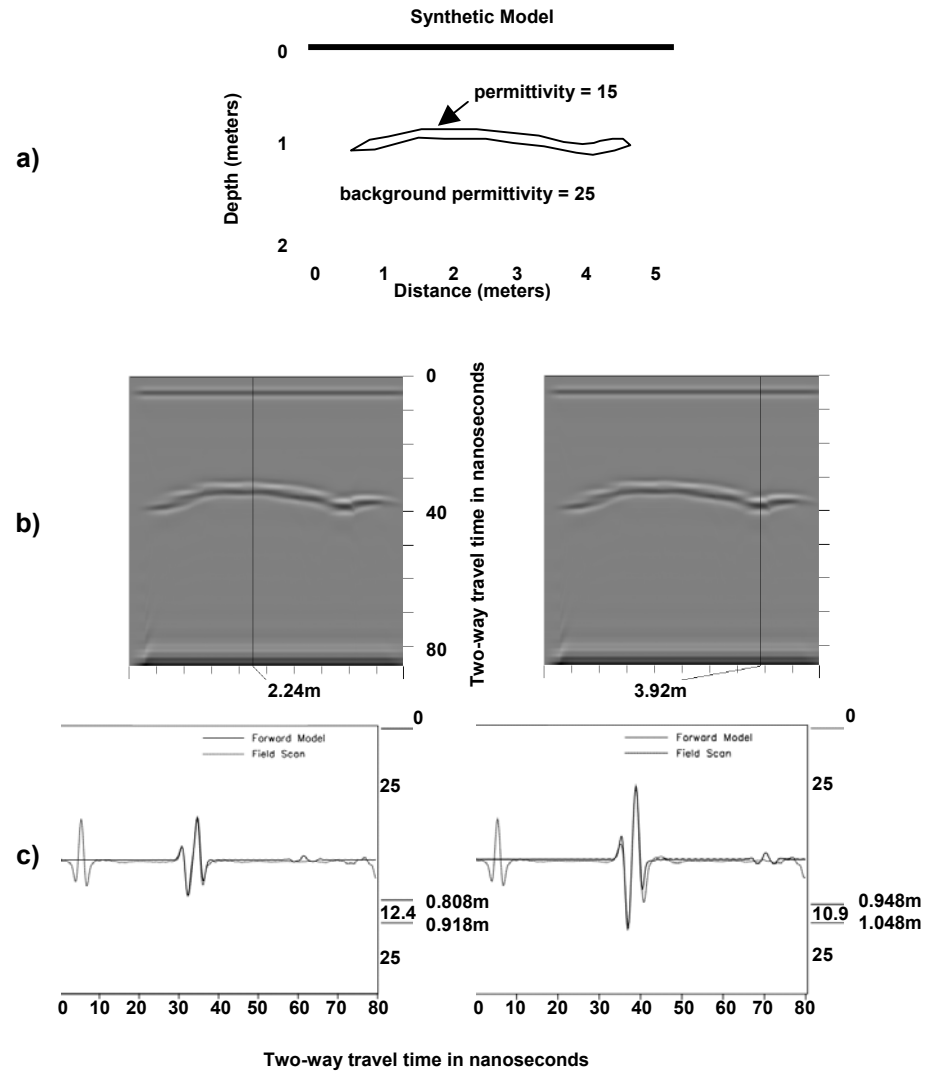 Synthetic Model
0
permittivity = 15
1
a)
Depth (meters)
background permittivity = 25
2
0 1 2 3 4 5
Distance (meters)
b)
0
40
80
Two-way travel time in nanoseconds
2.24m
3.92m
c)
Forward Model
Field Scan
0
25
0.808m
12.4
0.918m
25
0 10 20 30 40 50 60 70 80
Forward Model
Field Scan
0
25
0.948m
10.9
1.048m
25
0 10 20 30 40 50 60 70 80
Two-way travel time in nanoseconds